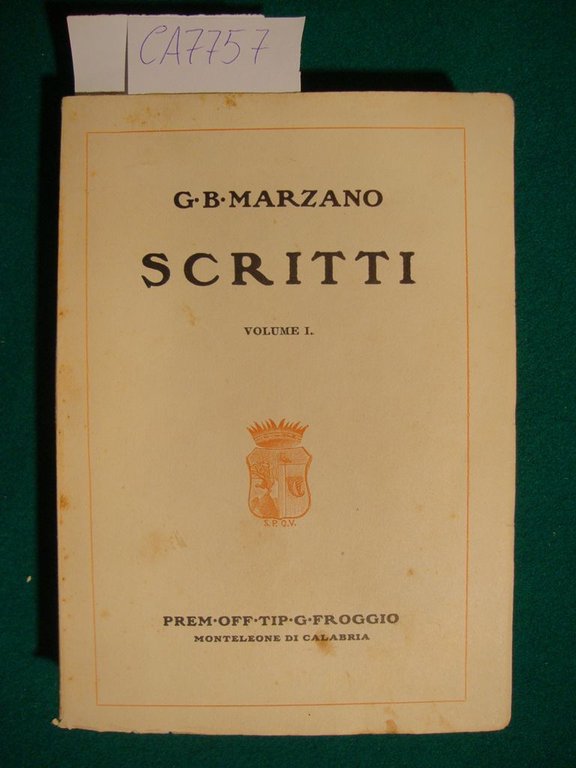 CA7757
G·B·MARZANO
SCRITTI
VOLUME I.
S.P.Q.V.
PREM·OFF·TIP·G·FROGGIO
MONTELEONE DI CALABRIA